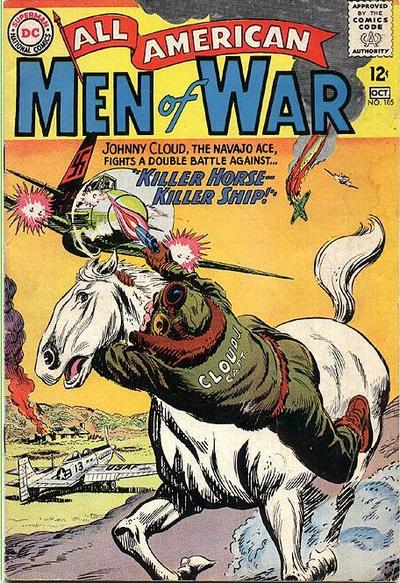 SUPERMAN
DC
NATIONAL COMICS
ALL AMERICAN
MEN of WAR
APPROVED
BY THE
COMICS
CODE
CA
AUTHORITY
12¢
OCT.
NO. 105
JOHNNY CLOUD, THE NAVAJO ACE,
FIGHTS A DOUBLE BATTLE AGAINST...
"KILLER HORSE-
KILLER SHIP!"
CLOUD-
CAPT
13